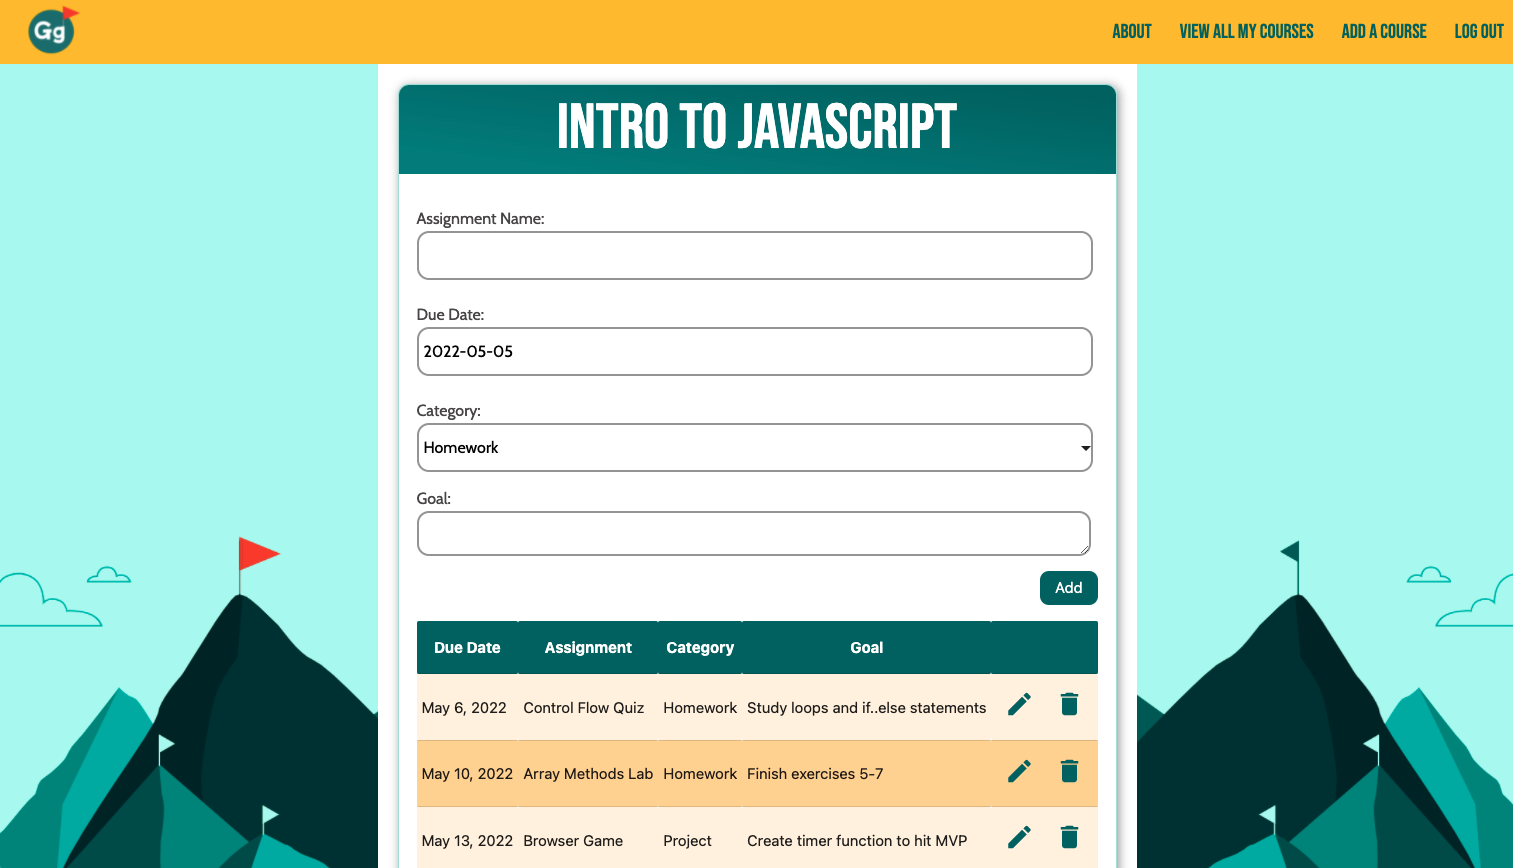 Gg
ABOUT VIEW ALL MY COURSES ADD A COURSE LOG OUT
INTRO TO JAVASCRIPT
Assignment Name:
Due Date:
2022-05-05
Category:
Homework
Goal:
Add
Due Date Assignment Category Goal
May 6, 2022 Control Flow Quiz Homework Study loops and if..else statements
May 10, 2022 Array Methods Lab Homework Finish exercises 5-7
May 13, 2022 Browser Game Project Create timer function to hit MVP